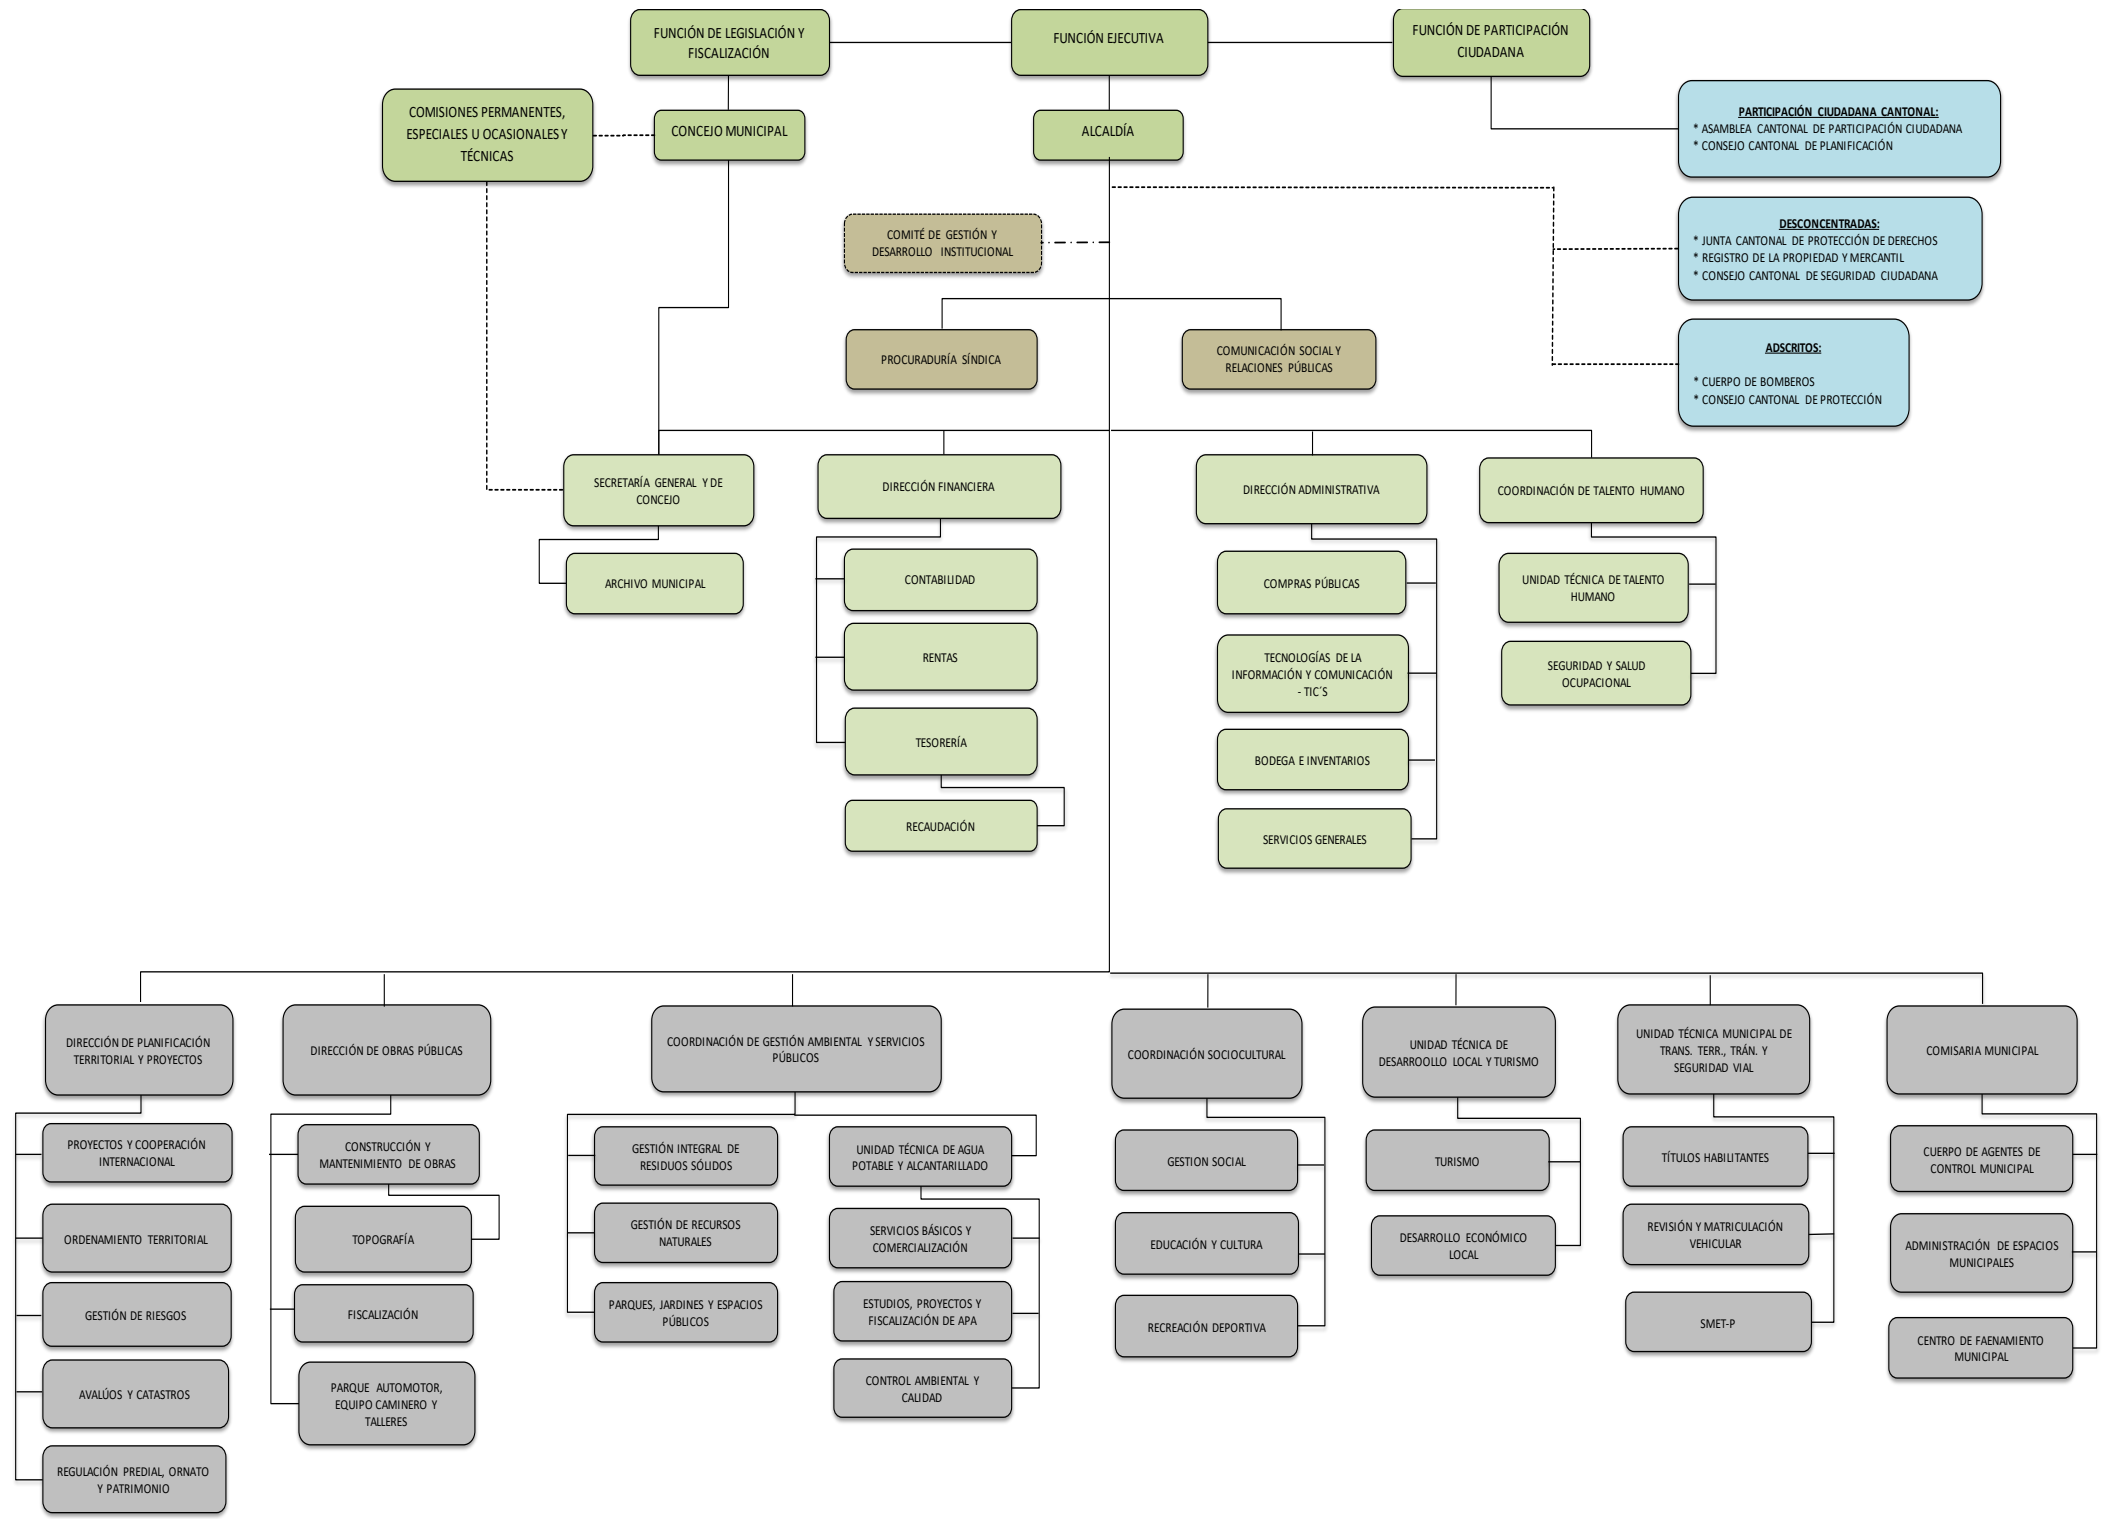 FUNCIÓN DE LEGISLACIÓN Y
FISCALIZACIÓN
FUNCIÓN EJECUTIVA
FUNCIÓN DE PARTICIPACIÓN
CIUDADANA
COMISIONES PERMANENTES,
ESPECIALES U OCASIONALES Y
TÉCNICAS
CONCEJO MUNICIPAL
ALCALDÍA
PARTICIPACIÓN CIUDADANA CANTONAL:
* ASAMBLEA CANTONAL DE PARTICIPACIÓN CIUDADANA
* CONSEJO CANTONAL DE PLANIFICACIÓN
COMITÉ DE GESTIÓN Y
DESARROLLO INSTITUCIONAL
DESCONCENTRADAS:
* JUNTA CANTONAL DE PROTECCIÓN DE DERECHOS
* REGISTRO DE LA PROPIEDAD Y MERCANTIL
* CONSEJO CANTONAL DE SEGURIDAD CIUDADANA
PROCURADURÍA SÍNDICA
COMUNICACIÓN SOCIAL Y
RELACIONES PÚBLICAS
ADSCRITOS:
* CUERPO DE BOMBEROS
* CONSEJO CANTONAL DE PROTECCIÓN
SECRETARÍA GENERAL Y DE
CONCEJO
ARCHIVO MUNICIPAL
DIRECCIÓN FINANCIERA
CONTABILIDAD
RENTAS
TESORERÍA
RECAUDACIÓN
DIRECCIÓN ADMINISTRATIVA
COMPRAS PÚBLICAS
TECNOLOGÍAS DE LA
INFORMACIÓN Y COMUNICACIÓN
- TIC´S
BODEGA E INVENTARIOS
SERVICIOS GENERALES
COORDINACIÓN DE TALENTO HUMANO
UNIDAD TÉCNICA DE TALENTO
HUMANO
SEGURIDAD Y SALUD
OCUPACIONAL
DIRECCIÓN DE PLANIFICACIÓN
TERRITORIAL Y PROYECTOS
PROYECTOS Y COOPERACIÓN
INTERNACIONAL
ORDENAMIENTO TERRITORIAL
GESTIÓN DE RIESGOS
AVALÚOS Y CATASTROS
REGULACIÓN PREDIAL, ORNATO
Y PATRIMONIO
DIRECCIÓN DE OBRAS PÚBLICAS
CONSTRUCCIÓN Y
MANTENIMIENTO DE OBRAS
TOPOGRAFÍA
FISCALIZACIÓN
PARQUE AUTOMOTOR,
EQUIPO CAMINERO Y
TALLERES
COORDINACIÓN DE GESTIÓN AMBIENTAL Y SERVICIOS
PÚBLICOS
GESTIÓN INTEGRAL DE
RESIDUOS SÓLIDOS
GESTIÓN DE RECURSOS
NATURALES
PARQUES, JARDINES Y ESPACIOS
PÚBLICOS
UNIDAD TÉCNICA DE AGUA
POTABLE Y ALCANTARILLADO
SERVICIOS BÁSICOS Y
COMERCIALIZACIÓN
ESTUDIOS, PROYECTOS Y
FISCALIZACIÓN DE APA
CONTROL AMBIENTAL Y
CALIDAD
COORDINACIÓN SOCIOCULTURAL
GESTION SOCIAL
EDUCACIÓN Y CULTURA
RECREACIÓN DEPORTIVA
UNIDAD TÉCNICA DE
DESARROOLLO LOCAL Y TURISMO
TURISMO
DESARROLLO ECONÓMICO
LOCAL
UNIDAD TÉCNICA MUNICIPAL DE
TRANS. TERR., TRÁN. Y
SEGURIDAD VIAL
TÍTULOS HABILITANTES
REVISIÓN Y MATRICULACIÓN
VEHICULAR
SMET-P
COMISARIA MUNICIPAL
CUERPO DE AGENTES DE
CONTROL MUNICIPAL
ADMINISTRACIÓN DE ESPACIOS
MUNICIPALES
CENTRO DE FAENAMIENTO
MUNICIPAL